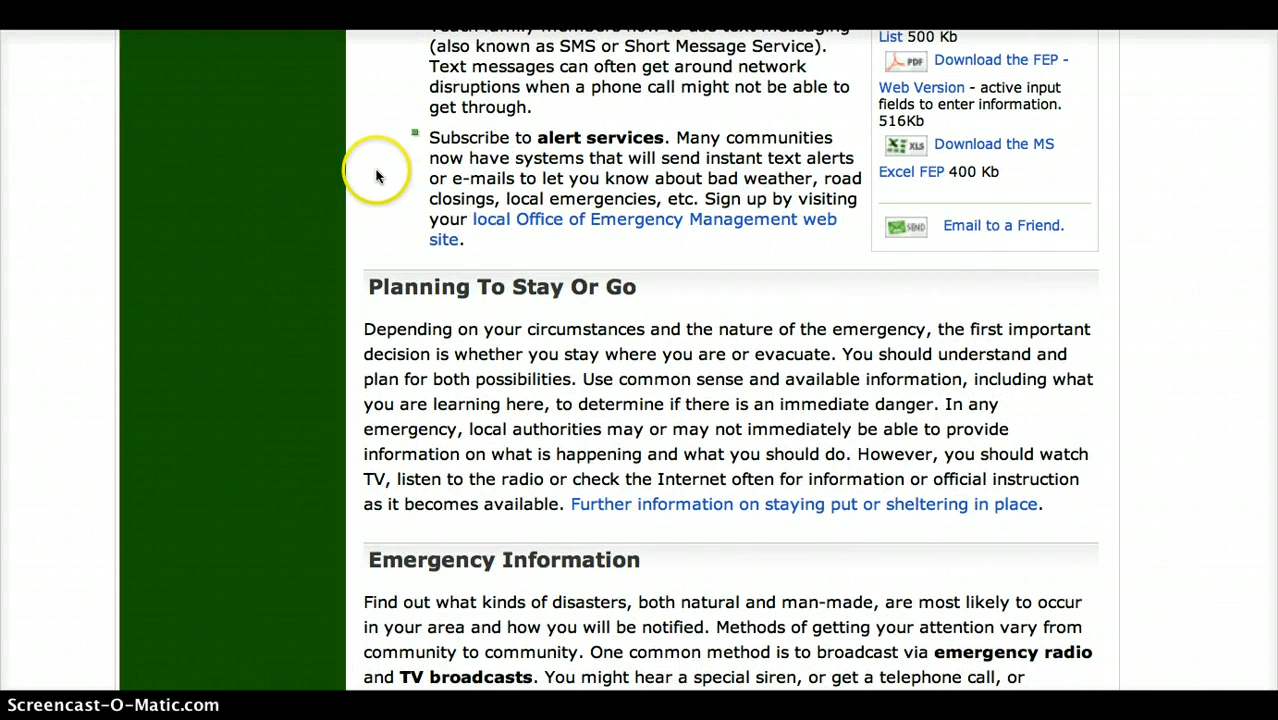 Teach family members how to use text messaging
(also known as SMS or Short Message Service).
Text messages can often get around network
disruptions when a phone call might not be able to
get through.
Subscribe to alert services. Many communities
now have systems that will send instant text alerts
or e-mails to let you know about bad weather, road
closings, local emergencies, etc. Sign up by visiting
your local Office of Emergency Management web
site.
List 500 Kb
PDF Download the FEP -
Web Version - active input
fields to enter information.
516Kb
XLS Download the MS
Excel FEP 400 Kb
SEND Email to a Friend.
Planning To Stay Or Go
Depending on your circumstances and the nature of the emergency, the first important
decision is whether you stay where you are or evacuate. You should understand and
plan for both possibilities. Use common sense and available information, including what
you are learning here, to determine if there is an immediate danger. In any
emergency, local authorities may or may not immediately be able to provide
information on what is happening and what you should do. However, you should watch
TV, listen to the radio or check the Internet often for information or official instruction
as it becomes available. Further information on staying put or sheltering in place.
Emergency Information
Find out what kinds of disasters, both natural and man-made, are most likely to occur
in your area and how you will be notified. Methods of getting your attention vary from
community to community. One common method is to broadcast via emergency radio
and TV broadcasts. You might hear a special siren, or get a telephone call, or
Screencast-O-Matic.com